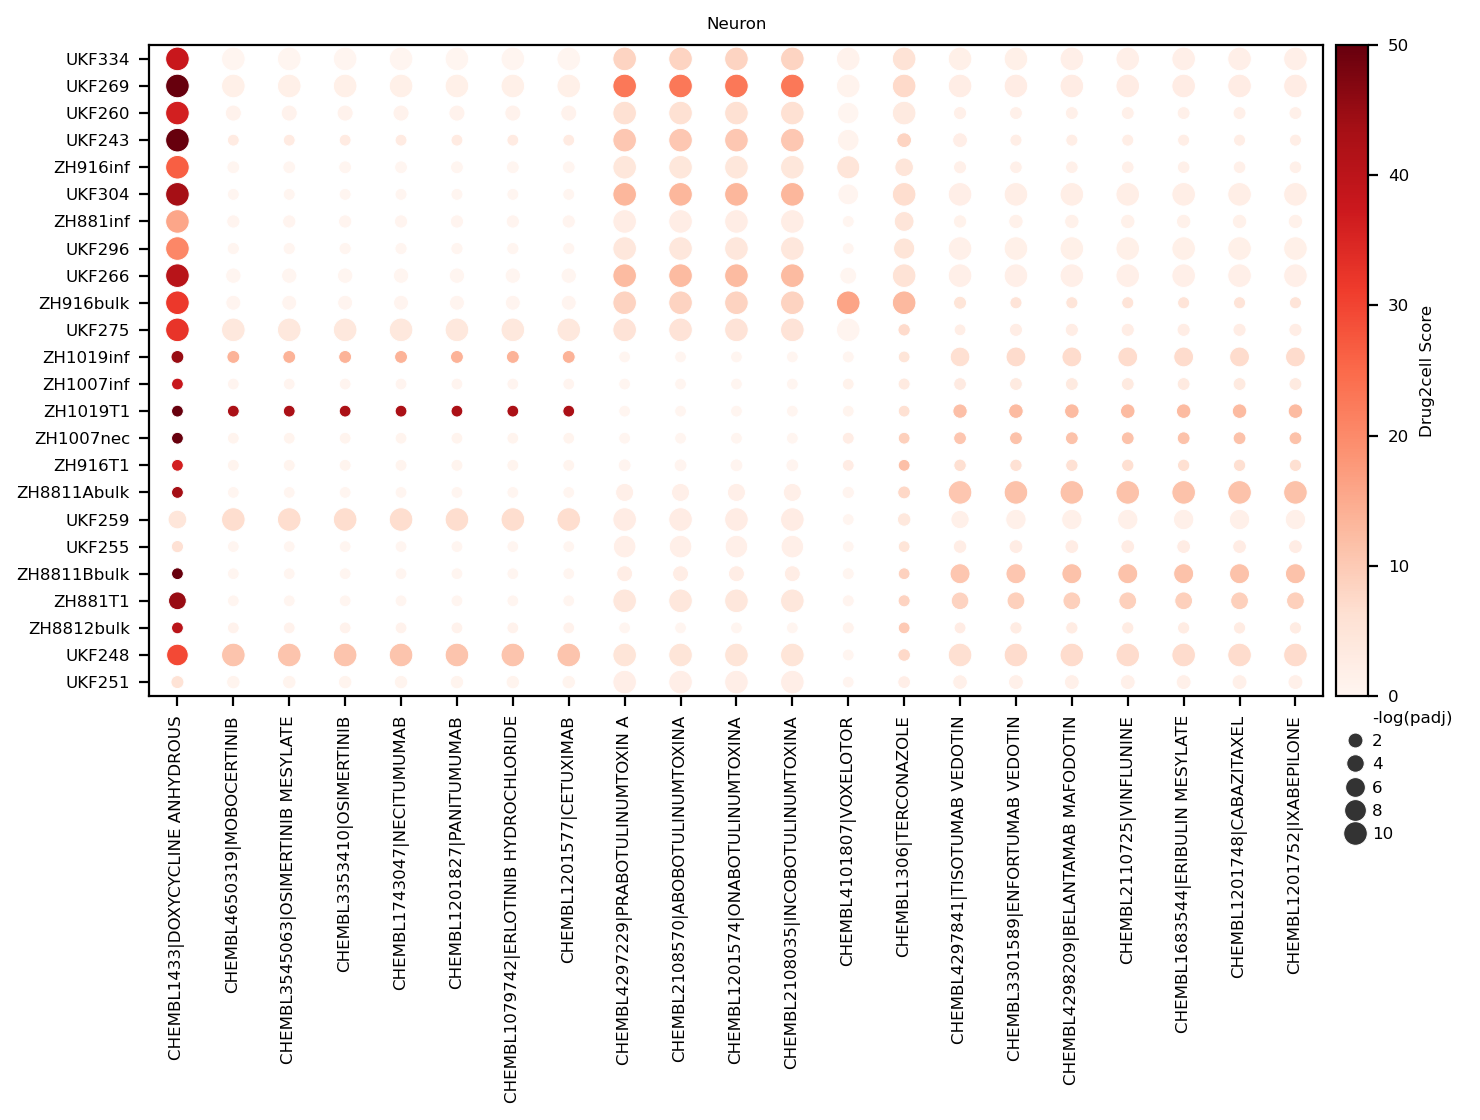 Neuron
UKF334
UKF269
UKF260
UKF243
ZH916inf
UKF304
ZH881inf
UKF296
UKF266
ZH916bulk
UKF275
ZH1019inf
ZH1007inf
ZH1019T1
ZH1007nec
ZH916T1
ZH8811Abulk
UKF259
UKF255
ZH8811Bbulk
ZH881T1
ZH8812bulk
UKF248
UKF251
CHEMBL1433|DOXYCYCLINE ANHYDROUS
CHEMBL4650319|MOBOCERTINIB
CHEMBL3545063|OSIMERTINIB MESYLATE
CHEMBL3353410|OSIMERTINIB
CHEMBL1743047|NECITUMUMAB
CHEMBL1201827|PANITUMUMAB
CHEMBL1079742|ERLOTINIB HYDROCHLORIDE
CHEMBL1201577|CETUXIMAB
CHEMBL4297229|PRABOTULINUMTOXIN A
CHEMBL2108570|ABOBOTULINUMTOXINA
CHEMBL1201574|ONABOTULINUMTOXINA
CHEMBL2108035|INCOBOTULINUMTOXINA
CHEMBL4101807|VOXELOTOR
CHEMBL1306|TERCONAZOLE
CHEMBL4297841|TISOTUMAB VEDOTIN
CHEMBL3301589|ENFORTUMAB VEDOTIN
CHEMBL4298209|BELANTAMAB MAFODOTIN
CHEMBL2110725|VINFLUNINE
CHEMBL1683544|ERIBULIN MESYLATE
CHEMBL1201748|CABAZITAXEL
CHEMBL1201752|IXABEPILONE
50
40
30
20
10
0
Drug2cell Score
-log(padj)
2
4
6
8
10